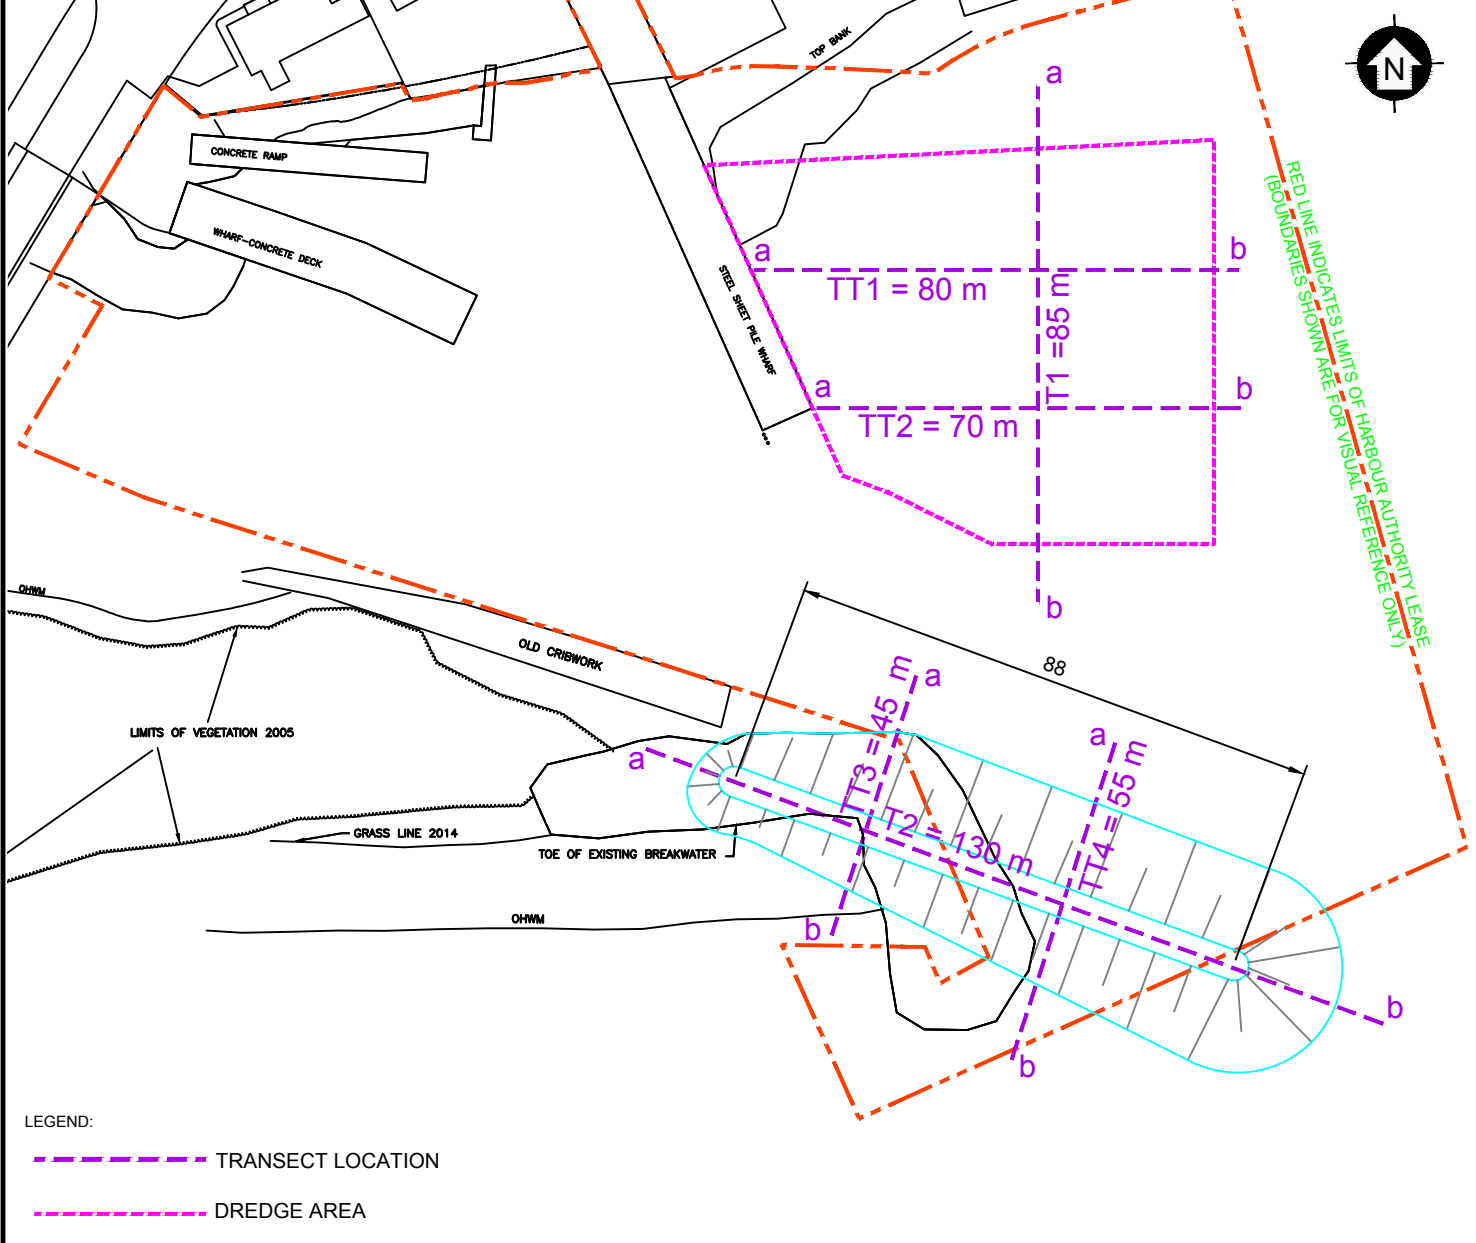 TOP BANK
N
a
CONCRETE RAMP
WHARF-CONCRETE DECK
STEEL SHEET PILE WHARF
a
b
TT1 = 80 m
T1 =85 m
a
b
TT2 = 70 m
b
RED LINE INDICATES LIMITS OF HARBOUR AUTHORITY LEASE
(BOUNDARIES SHOWN ARE FOR VISUAL REFERENCE ONLY)
OHWM
OLD CRIBWORK
88
LIMITS OF VEGETATION 2005
a
TT3 = 45 m
a
a
TT4 = 55 m
T2 = 130 m
GRASS LINE 2014
TOE OF EXISTING BREAKWATER
OHWM
b
b
b
LEGEND:
TRANSECT LOCATION
DREDGE AREA